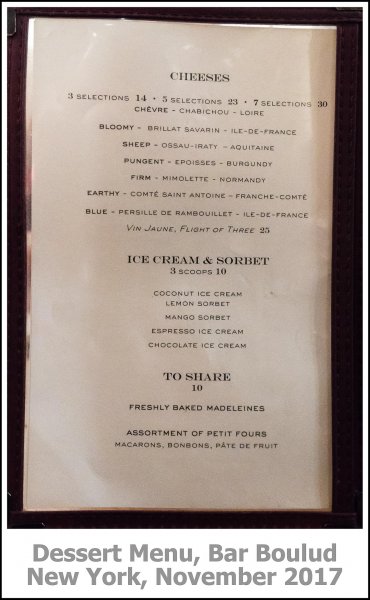 CHEESES
3 SELECTIONS 14 · 5 SELECTIONS 23 · 7 SELECTIONS 30
CHÈVRE – CHABICHOU – LOIRE
BLOOMY – BRILLAT SAVARIN – ILE-DE-FRANCE
SHEEP – OSSAU-IRATY – AQUITAINE
PUNGENT – EPOISSES – BURGUNDY
FIRM – MIMOLETTE – NORMANDY
EARTHY – COMTÉ SAINT ANTOINE – FRANCHE-COMTÉ
BLUE – PERSILLE DE RAMBOUILLET – ILE-DE-FRANCE
VIN JAUNE, FLIGHT OF THREE 25
ICE CREAM & SORBET
3 SCOOPS 10
COCONUT ICE CREAM
LEMON SORBET
MANGO SORBET
ESPRESSO ICE CREAM
CHOCOLATE ICE CREAM
TO SHARE
10
FRESHLY BAKED MADELEINES
ASSORTMENT OF PETIT FOURS
MACARONS, BONBONS, PÂTE DE FRUIT
Dessert Menu, Bar Boulud
New York, November 2017